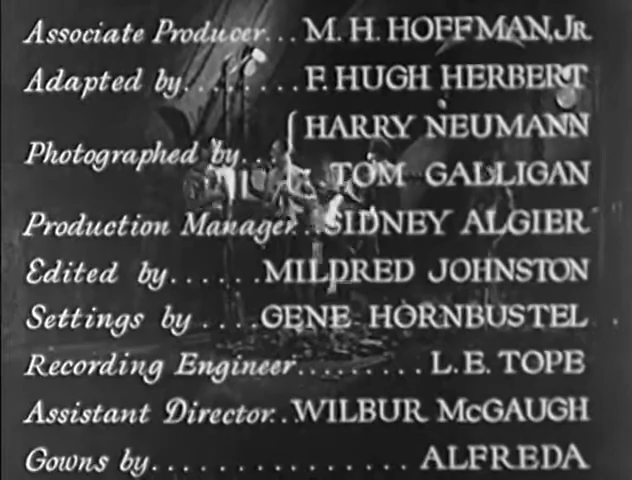 Associate Producer... M. H. HOFFMAN, JR
Adapted by........ F. HUGH HERBERT
HARRY NEUMANN
Photographed by...
TOM GALLIGAN
Production Manager.. SIDNEY ALGIER
Edited by...... MILDRED JOHNSTON
Settings by .... GENE HORNBUSTEL
Recording Engineer......... L. E. TOPE
Assistant Director.. WILBUR McGAUGH
Gowns by................ ALFREDA